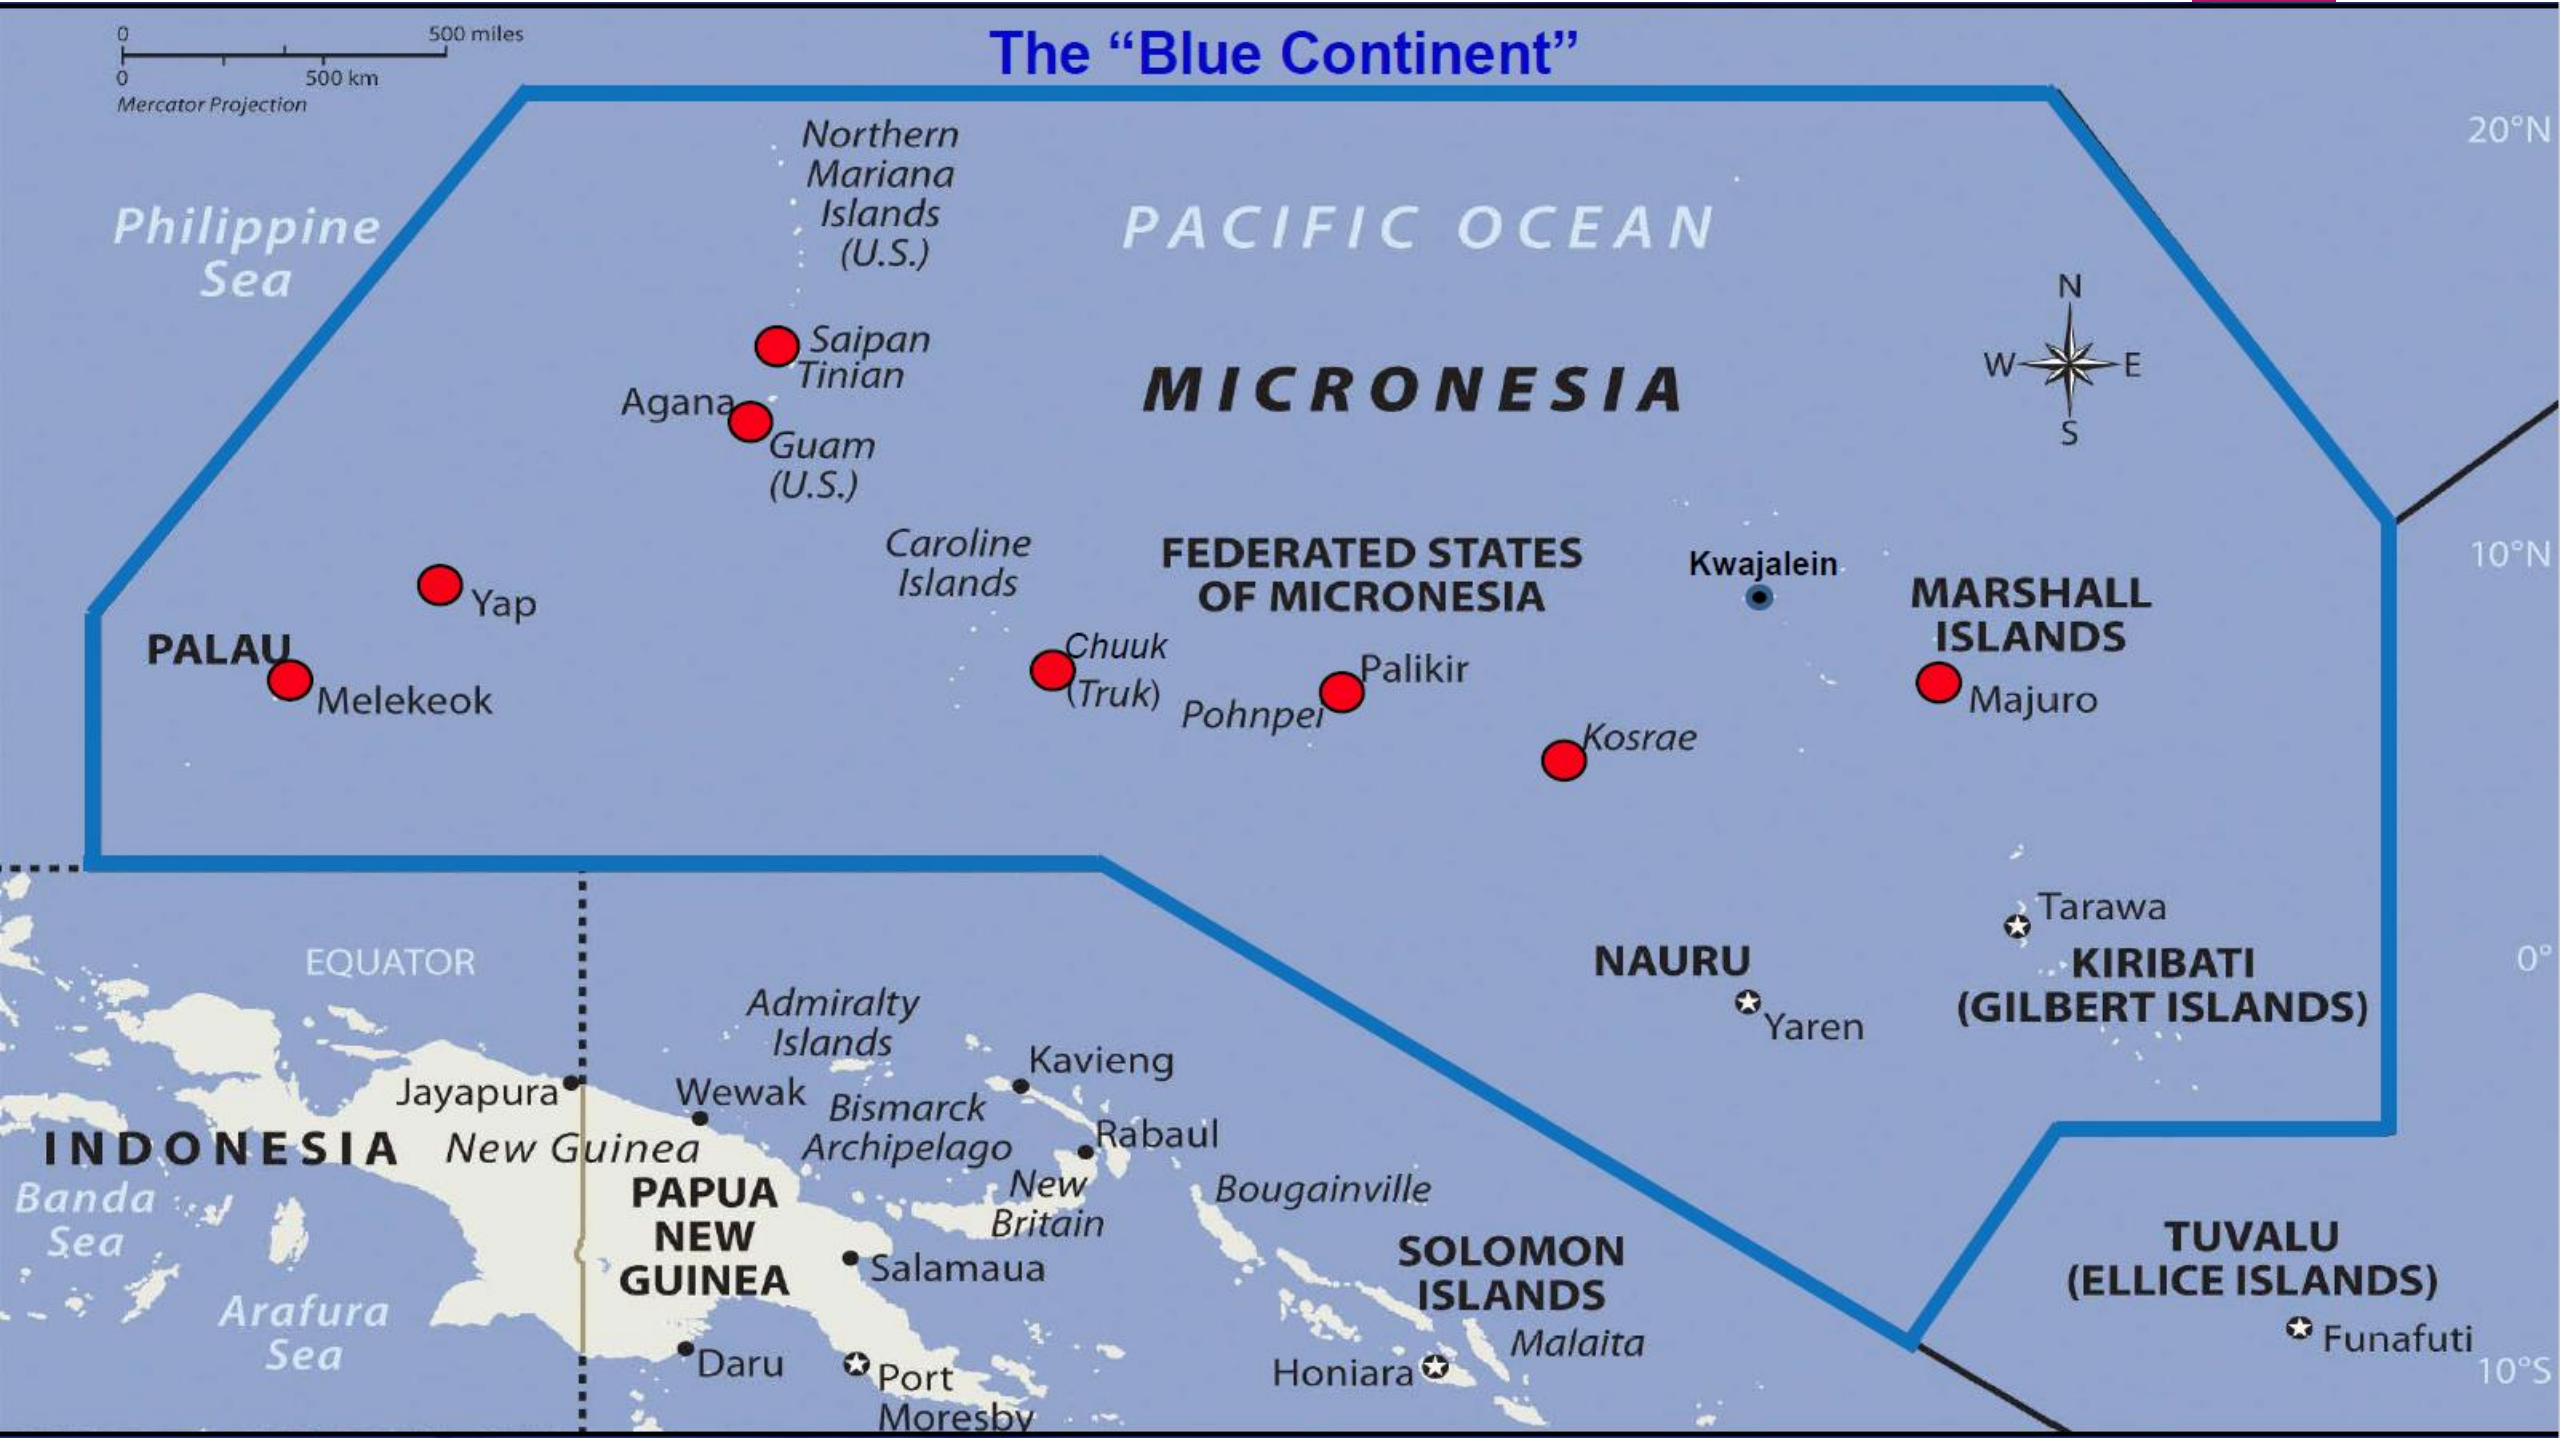 The “Blue Continent”
0 500 miles
0 500 km
Mercator Projection
20°N
Northern
Mariana
Islands
(U.S.)
Philippine
Sea
PACIFIC OCEAN
N
W E
S
Saipan
Tinian
MICRONESIA
Agana
Guam
(U.S.)
Caroline
Islands
FEDERATED STATES
OF MICRONESIA
Kwajalein
10°N
MARSHALL
ISLANDS
Yap
PALAU
Melekeok
Chuuk
(Truk)
Palikir
Pohnpei
Majuro
Kosrae
Tarawa
EQUATOR
NAURU
KIRIBATI
(GILBERT ISLANDS)
0°
Yaren
Admiralty
Islands
Kavieng
Jayapura
Wewak
Bismarck
Archipelago
Rabaul
INDONESIA
New Guinea
Banda
Sea
PAPUA
NEW
GUINEA
New
Britain
Bougainville
SOLOMON
ISLANDS
TUVALU
(ELLICE ISLANDS)
Salamaua
Arafura
Sea
Malaita
Funafuti
Daru
Port
Moresby
Honiara
10°S